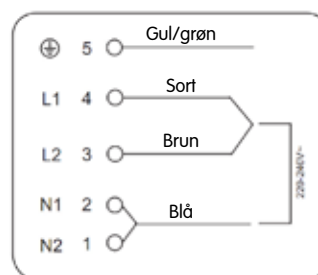 5 Gul/grøn
L1 4 Sort
L2 3 Brun
N1 2
Blå
N2 1
220-240V~